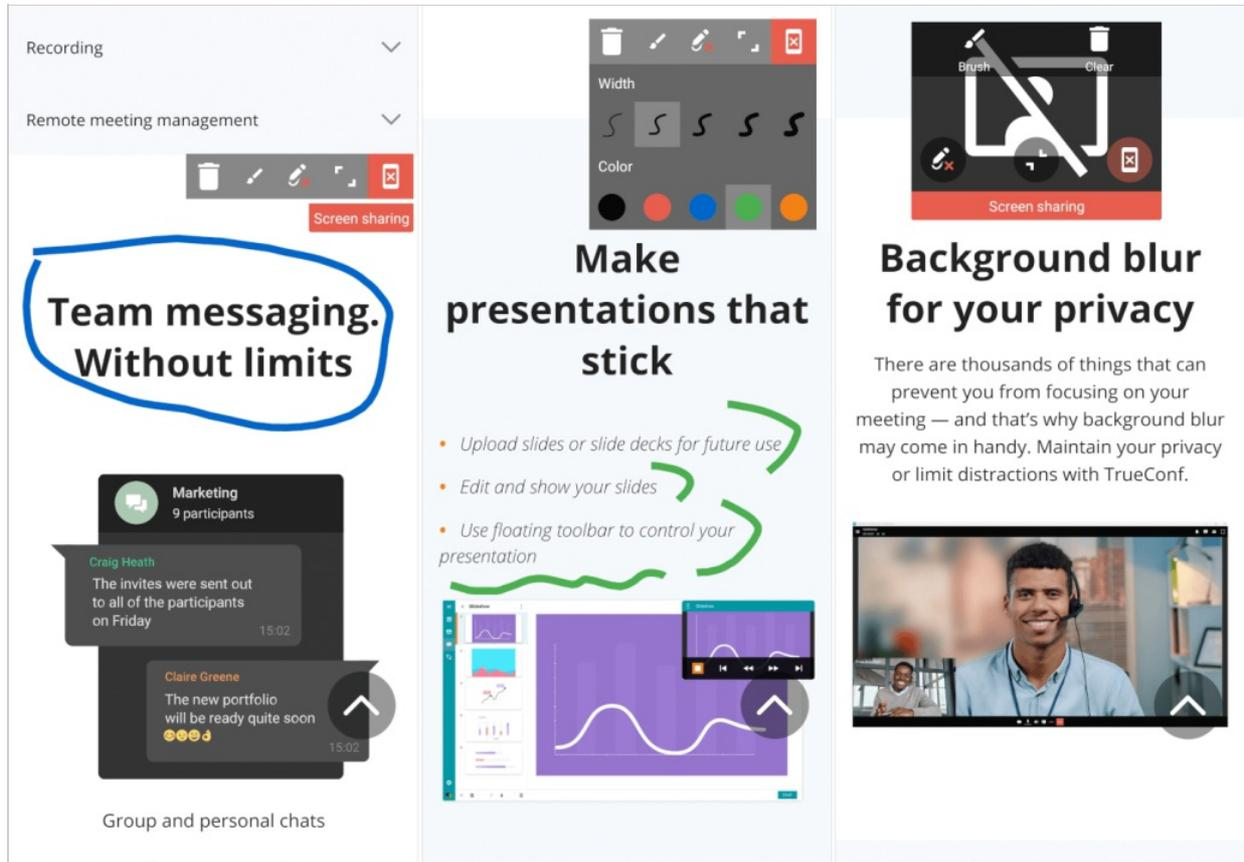 Recording
Remote meeting management
Screen sharing
Team messaging.
Without limits
Marketing
9 participants
Craig Heath
The invites were sent out
to all of the participants
on Friday
15:02
Claire Greene
The new portfolio
will be ready quite soon
15:02
Group and personal chats
Width
Color
Make
presentations that
stick
• Upload slides or slide decks for future use
• Edit and show your slides
• Use floating toolbar to control your
presentation
Slideshow
Slideshow
Brush
Clear
Screen sharing
Background blur
for your privacy
There are thousands of things that can
prevent you from focusing on your
meeting — and that’s why background blur
may come in handy. Maintain your privacy
or limit distractions with TrueConf.